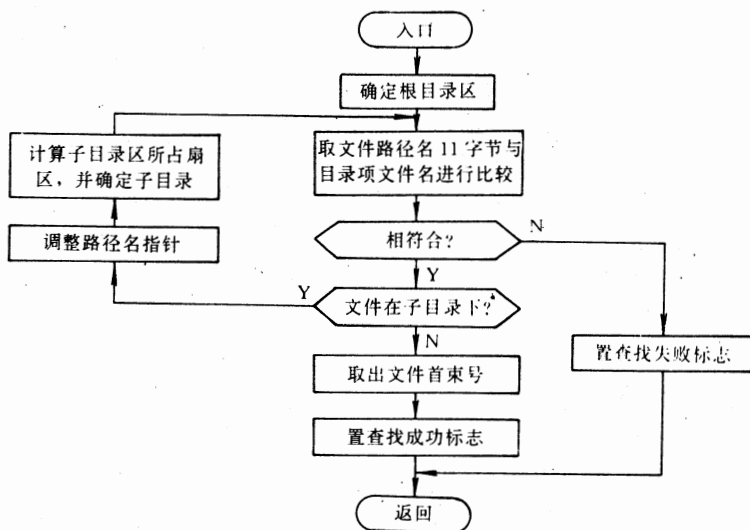 入口
确定根目录区
取文件路径名11字节与
目录项文件名进行比较
计算子目录区所占扇
区，并确定子目录
调整路径名指针
相符合?
N
Y
Y
文件在子目录下?
N
取出文件首束号
置查找失败标志
置查找成功标志
返回